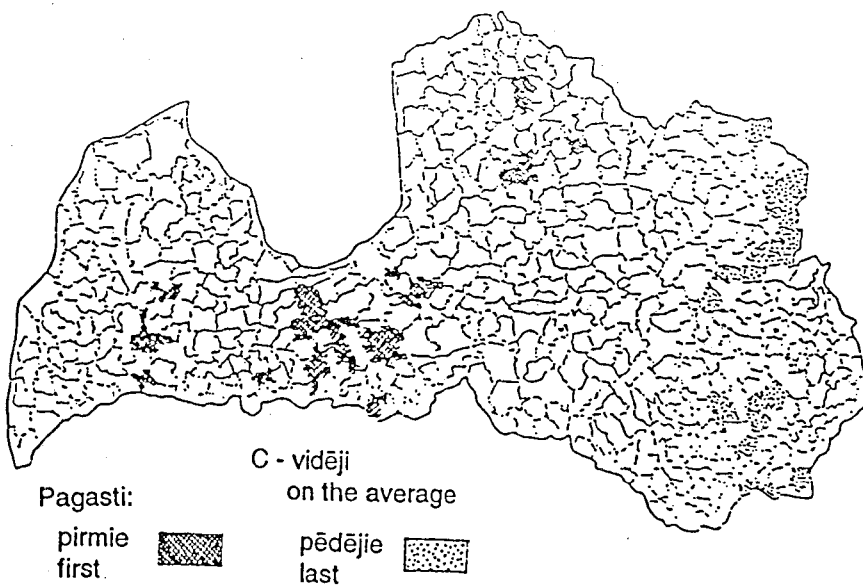 C - vidēji
on the average
Pagasti:
pirmie
first
pēdējie
last